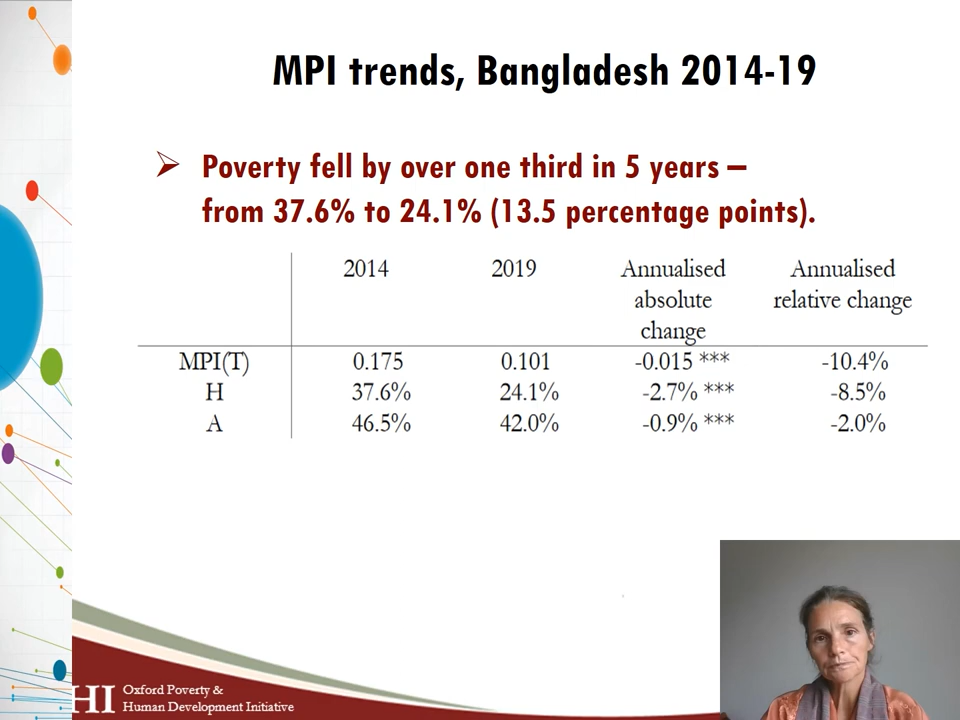 MPI trends, Bangladesh 2014-19
Poverty fell by over one third in 5 years –
from 37.6% to 24.1% (13.5 percentage points).
2014 2019 Annualised absolute change Annualised relative change
MPI(T) 0.175 0.101 -0.015 *** -10.4%
H 37.6% 24.1% -2.7% *** -8.5%
A 46.5% 42.0% -0.9% *** -2.0%
HI
Oxford Poverty &
Human Development Initiative